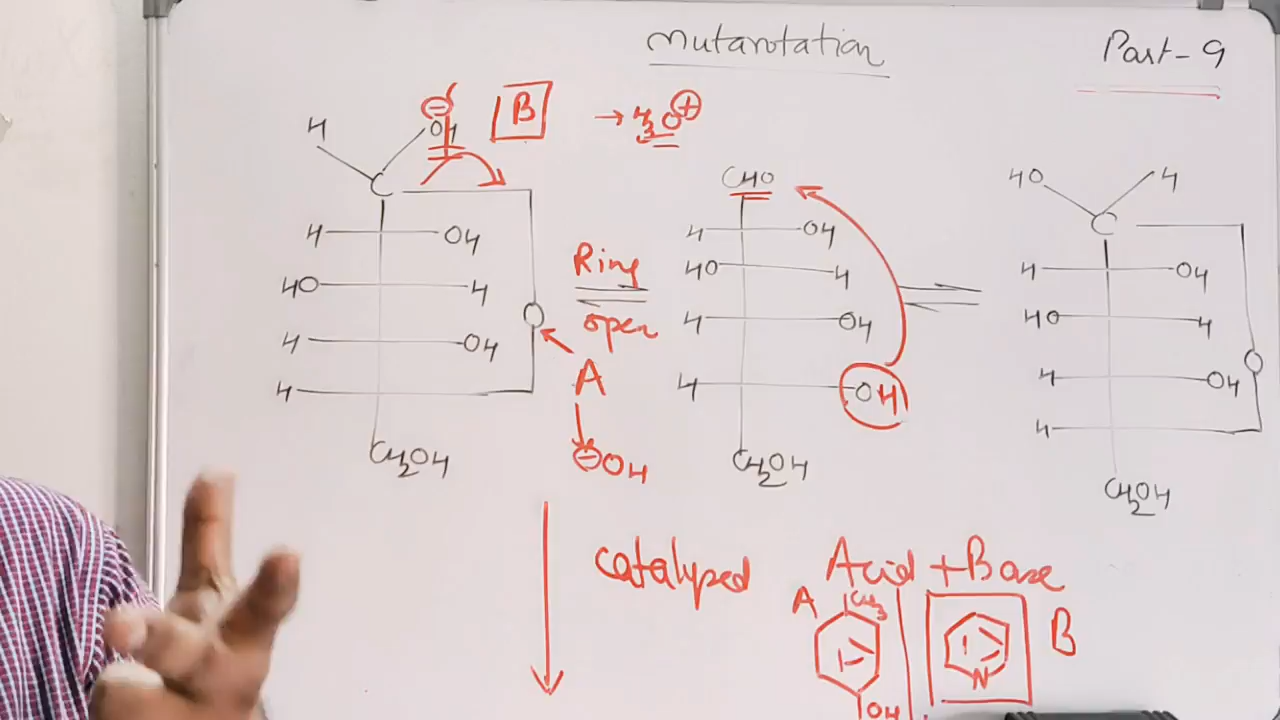 Mutarotation
Part-9
H OH ⊖ B → H3O⊕
C
H OH
HO H
H OH
O
H
CH2OH
Ring
open
A
⊖OH
CHO
H OH
HO H
H OH
H OH
CH2OH
HO H
C
H OH
HO H
H OH
O
H
CH2OH
catalysed Acid + Base
A CH3 OH
N B